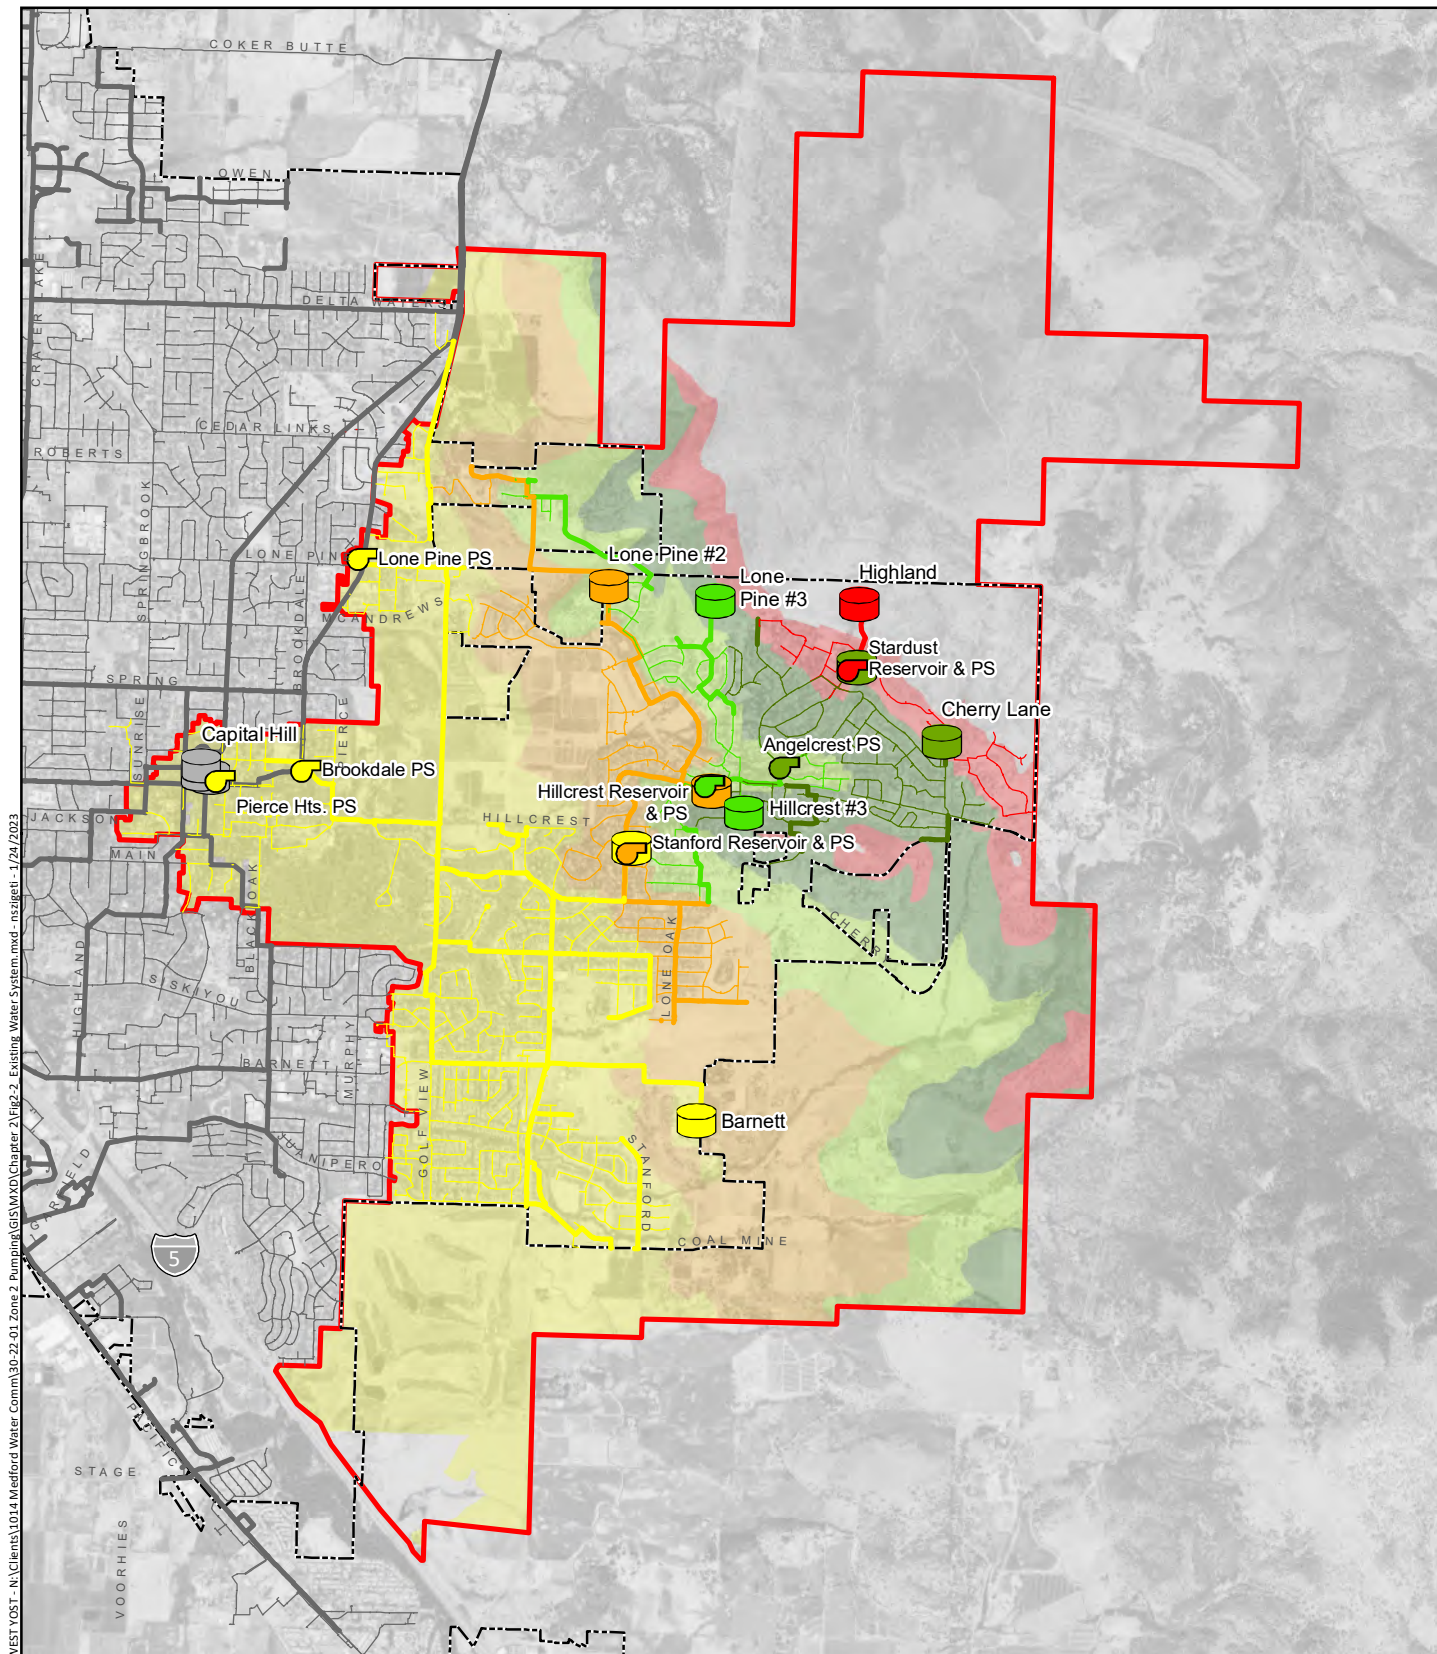 COKER BUTTE
OWEN
CRATER LAKE
DELTA WATERS
CEDAR LINKS
ROBERTS
SPRINGBROOK
LONE PINE
Lone Pine PS
Lone Pine #2
Lone
Pine #3
Highland
BROOKDALE
MCANDREWS
Stardust
Reservoir & PS
SPRING
SUNRISE
PIERCE
Cherry Lane
Capital Hill
Angelcrest PS
Brookdale PS
Pierce Hts. PS
Hillcrest Reservoir
& PS
Hillcrest #3
JACKSON
HILLCREST
MAIN
Stanford Reservoir & PS
BLACK OAK
LONE OAK
CHERRY
HIGHLAND
SISKIYOU
MURPHY
BARNETT
GOLF VIEW
Barnett
JUANIPERO
STANFORD
GARFIELD
COAL MINE
5
PACIFIC
STAGE
VOORHIES
WEST YOST - N:\Clients\1014 Medford Water Comm\30-22-01 Zone 2 Pumping\GIS\MXD\Chapter 2\Fig2-2_Existing Water System.mxd - nszigeti - 1/24/2023